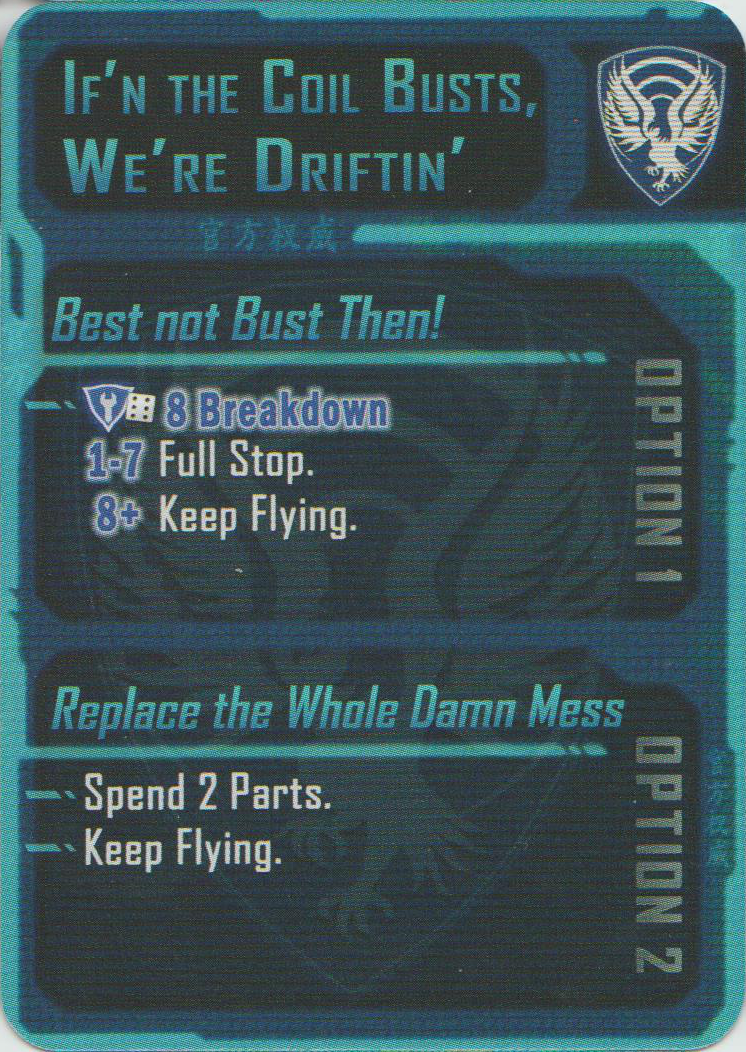 If'n the Coil Busts,
We're Driftin'
官方权威
Best not Bust Then!
8 Breakdown
1-7 Full Stop.
8+ Keep Flying.
OPTION 1
Replace the Whole Damn Mess
Spend 2 Parts.
Keep Flying.
OPTION 2